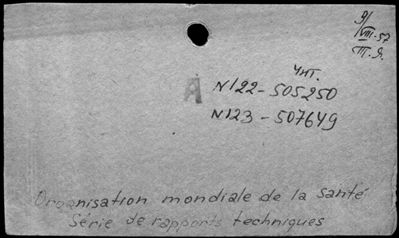 9/VIII-57
Т.Я.
Чит.
A N122-505250
N123-507649
Organisation mondiale de la santé
Série de rapports techniques